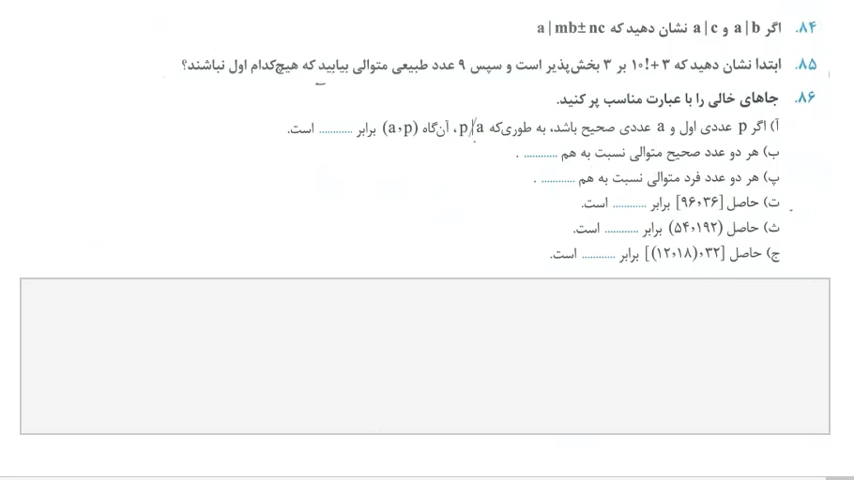 ۸۴. اگر a|b و a|c نشان دهید که a|mb±nc
۸۵. ابتدا نشان دهید که ۳+!۱۰ بر ۳ بخش‌پذیر است و سپس ۹ عدد طبیعی متوالی بیابید که هیچ‌کدام اول نباشند؟
۸۶. جاهای خالی را با عبارت مناسب پر کنید.
آ) اگر p عددی اول و a عددی صحیح باشد، به طوری‌که p∤a، آن‌گاه (a,p) برابر ............ است.
ب) هر دو عدد صحیح متوالی نسبت به هم ............ .
پ) هر دو عدد فرد متوالی نسبت به هم ............ .
ت) حاصل [۹۶,۳۶] برابر ............ است.
ث) حاصل (۵۴,۱۹۲) برابر ............ است.
ج) حاصل [(۱۲,۱۸),۳۲] برابر ............ است.